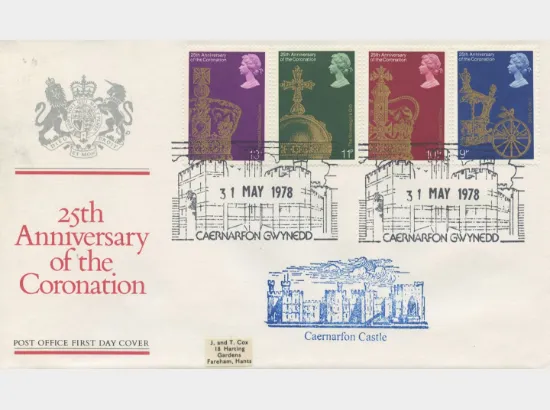 25th Anniversary
of the Coronation
25th Anniversary
of the Coronation
11p
25th Anniversary
of the Coronation
25th Anniversary
of the Coronation
9p
31 MAY 1978
CAERNARFON GWYNEDD
31 MAY 1978
CAERNARFON GWYNEDD
25th
Anniversary
of the
Coronation
POST OFFICE FIRST DAY COVER
Caernarfon Castle
J. and T. Cox
18 Harting
Gardens
Fareham, Hants